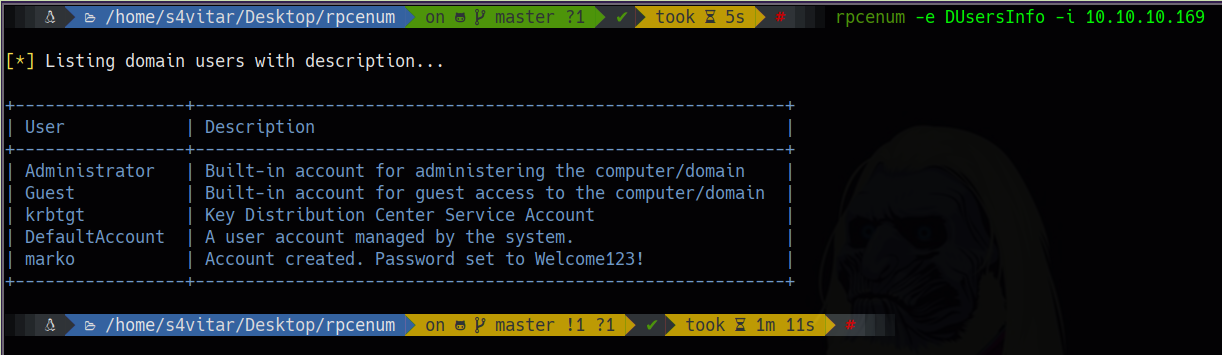 /home/s4vitar/Desktop/rpcenum on master ?1 ✔ took 5s # rpcenum -e DUsersInfo -i 10.10.10.169
[*] Listing domain users with description...
+-----------------+----------------------------------------------------------+
| User | Description |
+-----------------+----------------------------------------------------------+
| Administrator | Built-in account for administering the computer/domain |
| Guest | Built-in account for guest access to the computer/domain |
| krbtgt | Key Distribution Center Service Account |
| DefaultAccount | A user account managed by the system. |
| marko | Account created. Password set to Welcome123! |
+-----------------+----------------------------------------------------------+
/home/s4vitar/Desktop/rpcenum on master !1 ?1 ✔ took 1m 11s #